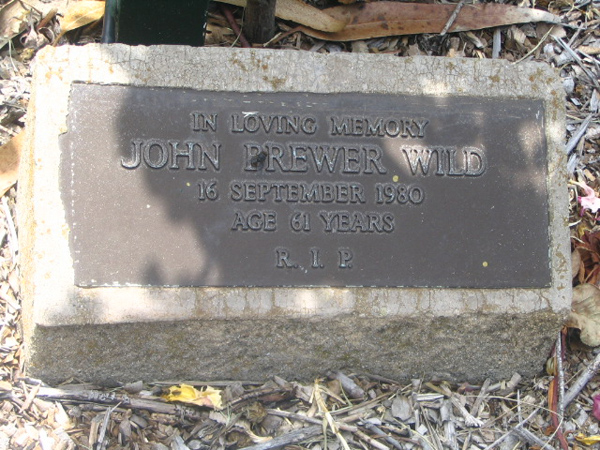 IN LOVING MEMORY
JOHN BREWER WILD
16 SEPTEMBER 1980
AGE 61 YEARS
R. I. P.